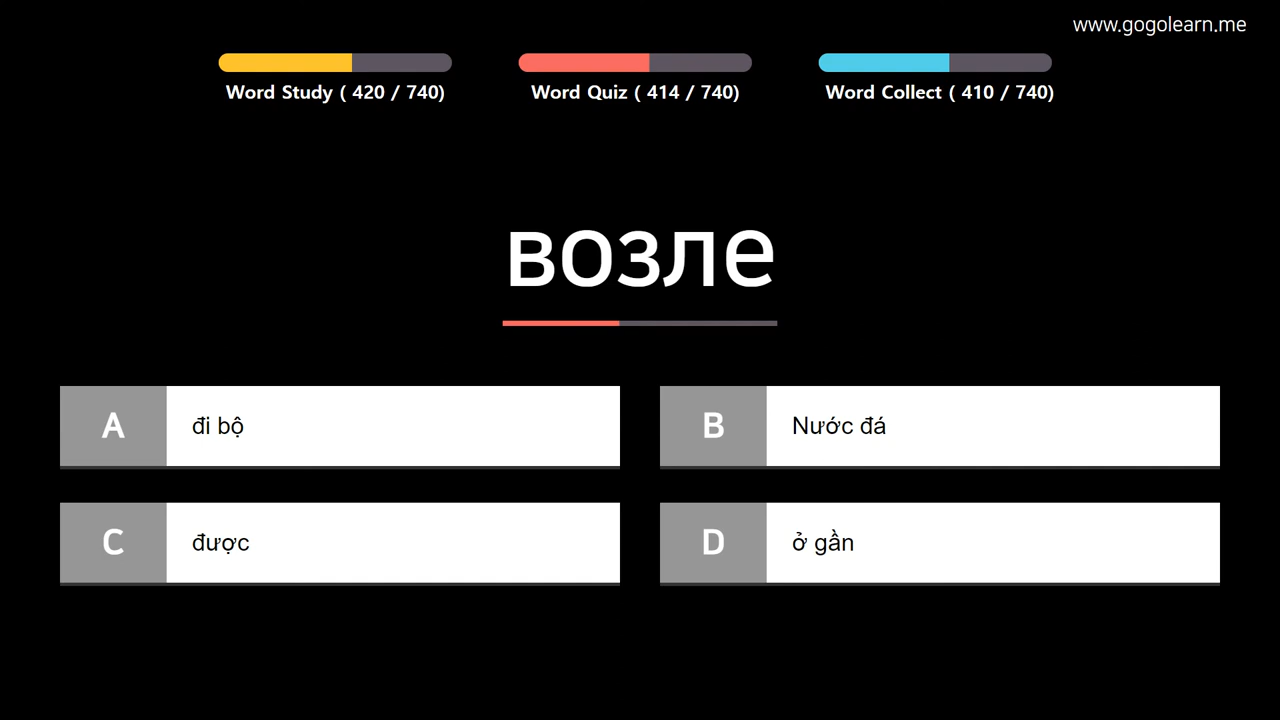 www.gogolearn.me
Word Study ( 420 / 740)
Word Quiz ( 414 / 740)
Word Collect ( 410 / 740)
возле
A
đi bộ
B
Nước đá
C
được
D
ở gần